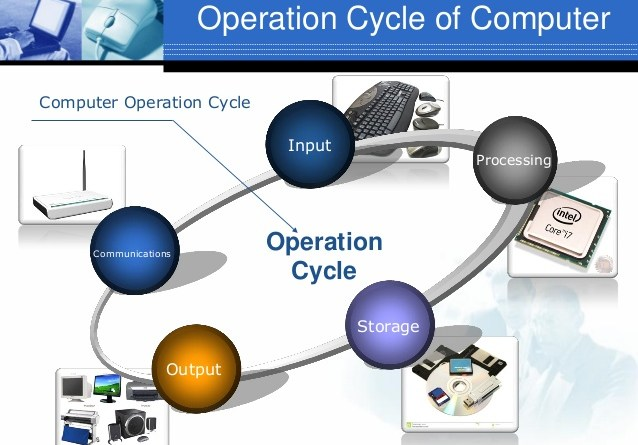 Operation Cycle of Computer
Computer Operation Cycle
Input
Processing
intel
Core i7
Communications
Operation
Cycle
Storage
Output